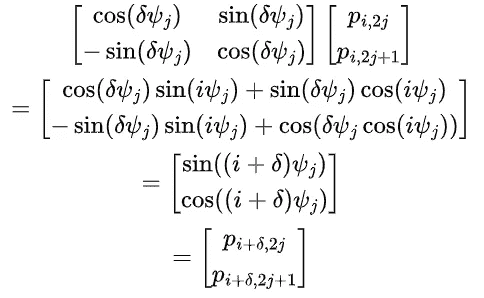 [cos(δψ_j) sin(δψ_j)] [p_{i,2j}]
[−sin(δψ_j) cos(δψ_j)] [p_{i,2j+1}]
= [cos(δψ_j) sin(iψ_j) + sin(δψ_j) cos(iψ_j)]
[−sin(δψ_j) sin(iψ_j) + cos(δψ_j cos(iψ_j))]
= [sin((i + δ)ψ_j)]
[cos((i + δ)ψ_j)]
= [p_{i+δ,2j}]
[p_{i+δ,2j+1}]